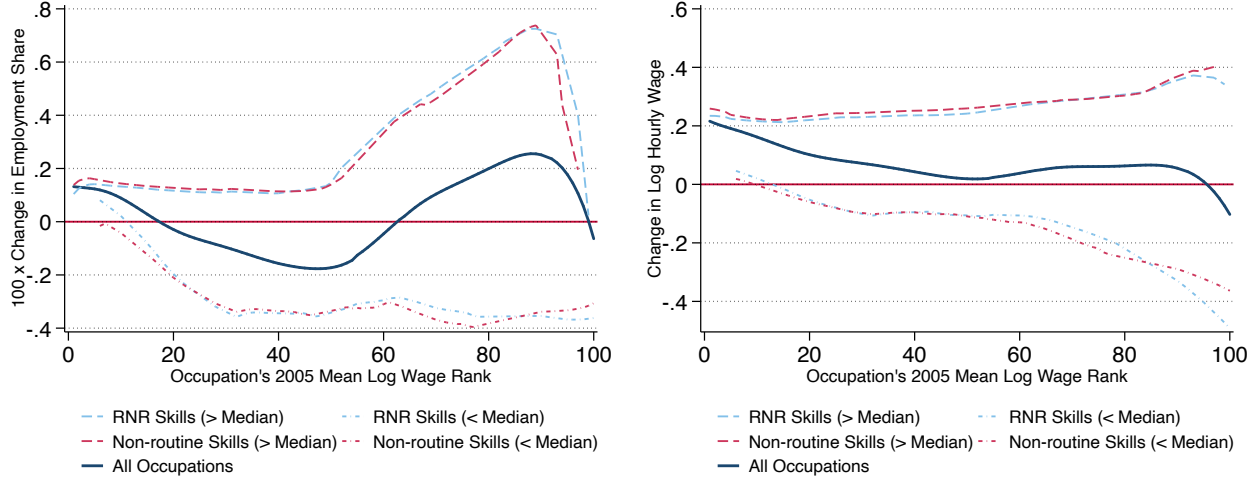 100 x Change in Employment Share
.8
.6
.4
.2
0
-.2
-.4
0 20 40 60 80 100
Occupation's 2005 Mean Log Wage Rank
RNR Skills (> Median) RNR Skills (< Median)
Non-routine Skills (> Median) Non-routine Skills (< Median)
All Occupations
Change in Log Hourly Wage
.6
.4
.2
0
-.2
-.4
0 20 40 60 80 100
Occupation's 2005 Mean Log Wage Rank
RNR Skills (> Median) RNR Skills (< Median)
Non-routine Skills (> Median) Non-routine Skills (< Median)
All Occupations